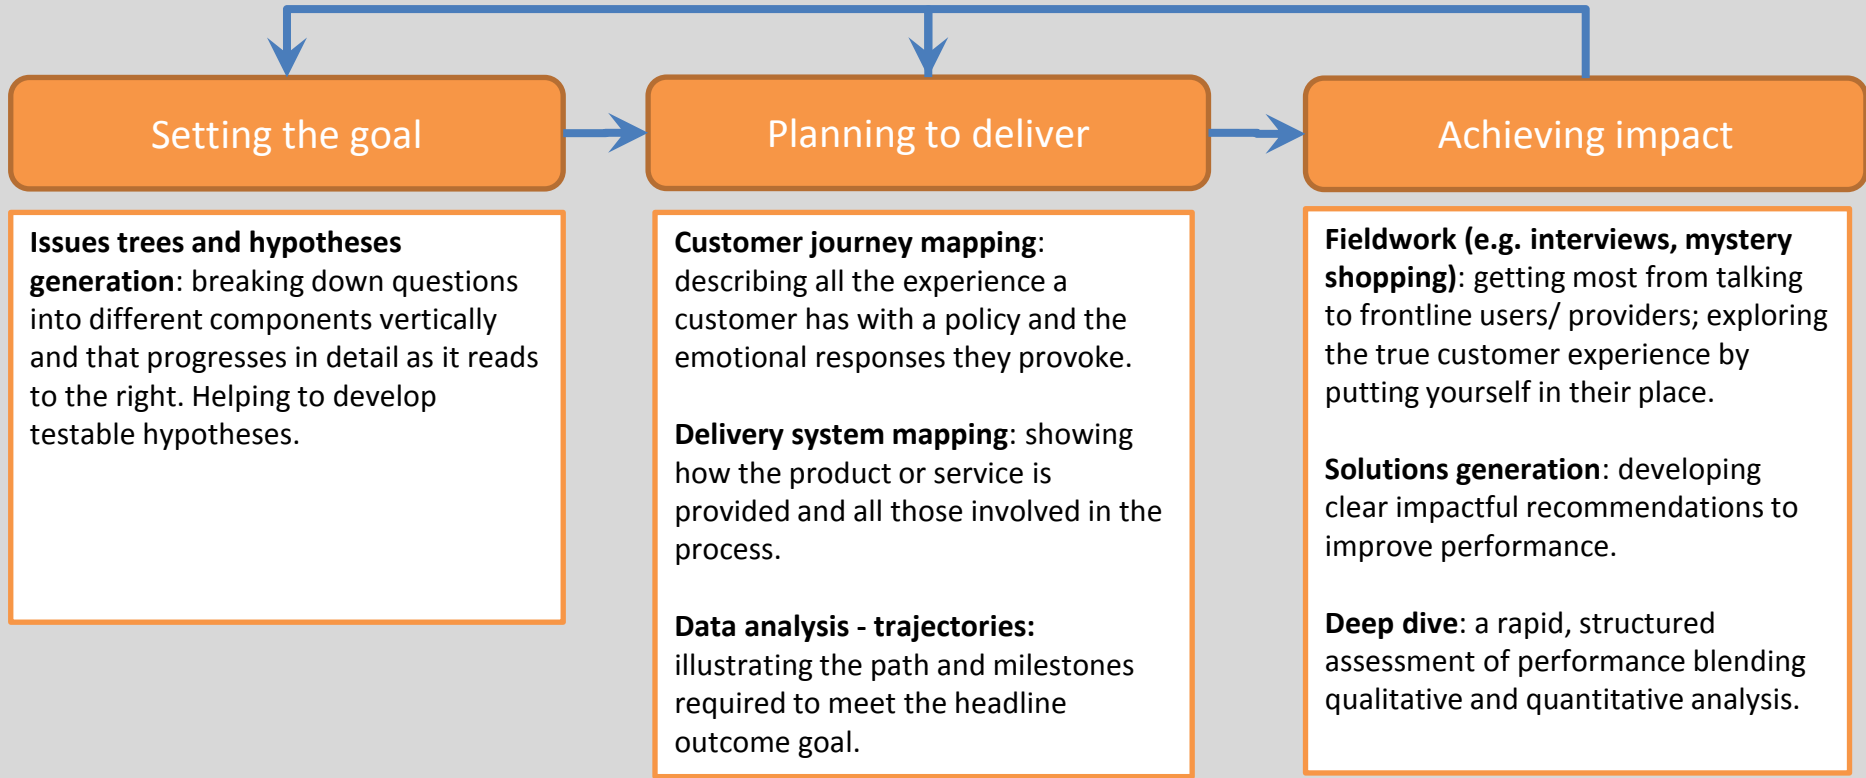 Setting the goal
Planning to deliver
Achieving impact
Issues trees and hypotheses
generation: breaking down questions
into different components vertically
and that progresses in detail as it reads
to the right. Helping to develop
testable hypotheses.
Customer journey mapping:
describing all the experience a
customer has with a policy and the
emotional responses they provoke.
Delivery system mapping: showing
how the product or service is
provided and all those involved in the
process.
Data analysis - trajectories:
illustrating the path and milestones
required to meet the headline
outcome goal.
Fieldwork (e.g. interviews, mystery
shopping): getting most from talking
to frontline users/ providers; exploring
the true customer experience by
putting yourself in their place.
Solutions generation: developing
clear impactful recommendations to
improve performance.
Deep dive: a rapid, structured
assessment of performance blending
qualitative and quantitative analysis.